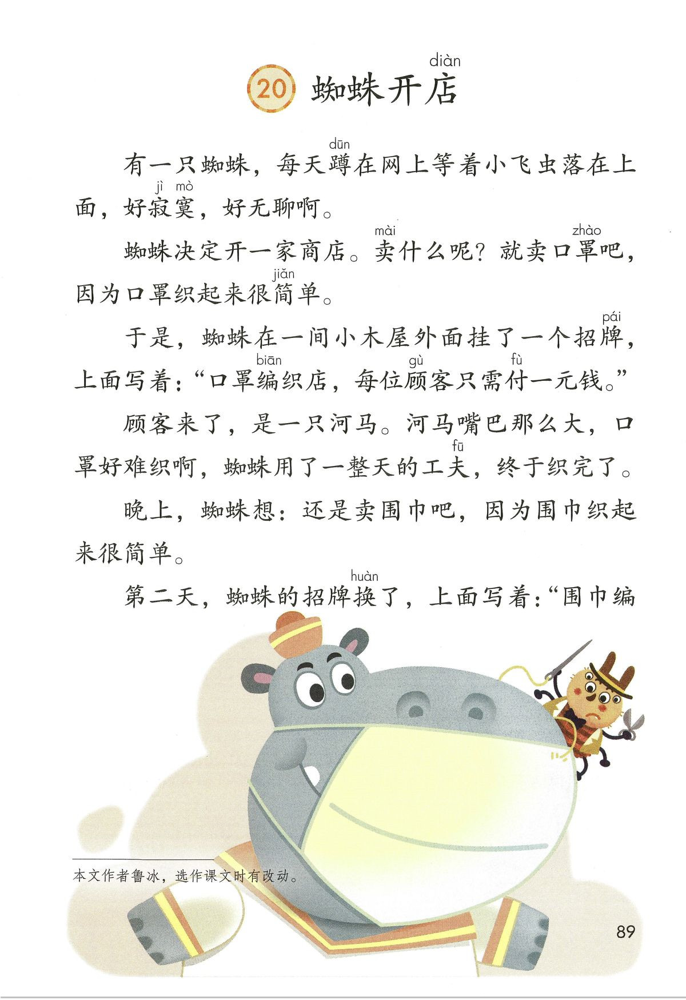 diàn
20 蜘蛛开店
dūn
有一只蜘蛛，每天蹲在网上等着小飞虫落在上
jì mò
面，好寂寞，好无聊啊。
mài zhào
蜘蛛决定开一家商店。卖什么呢？就卖口罩吧，
jiǎn
因为口罩织起来很简单。
pái
于是，蜘蛛在一间小木屋外面挂了一个招牌，
biān gù fù
上面写着：“口罩编织店，每位顾客只需付一元钱。”
顾客来了，是一只河马。河马嘴巴那么大，口
fū
罩好难织啊，蜘蛛用了一整天的工夫，终于织完了。
晚上，蜘蛛想：还是卖围巾吧，因为围巾织起
来很简单。
huàn
第二天，蜘蛛的招牌换了，上面写着：“围巾编
本文作者鲁冰，选作课文时有改动。
89